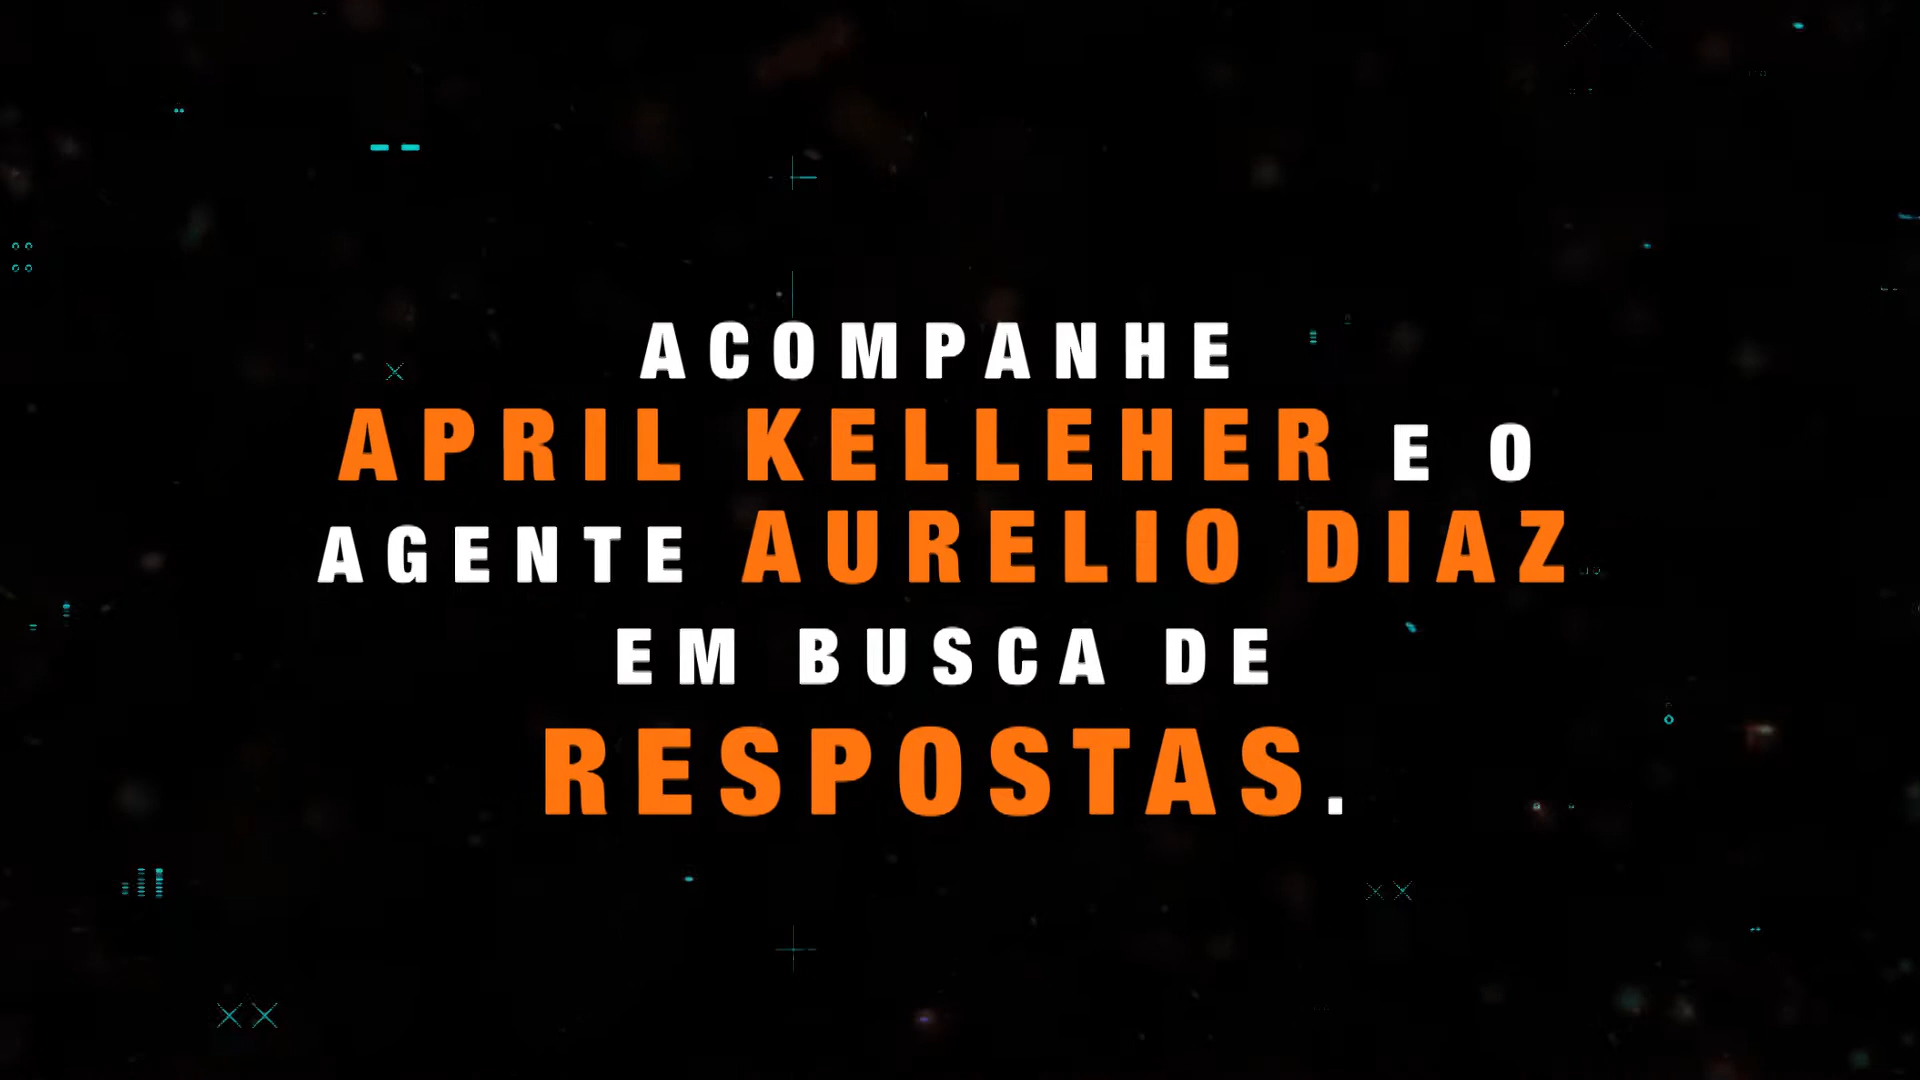 ACOMPANHE
APRIL KELLEHER E O
AGENTE AURELIO DIAZ
EM BUSCA DE
RESPOSTAS.